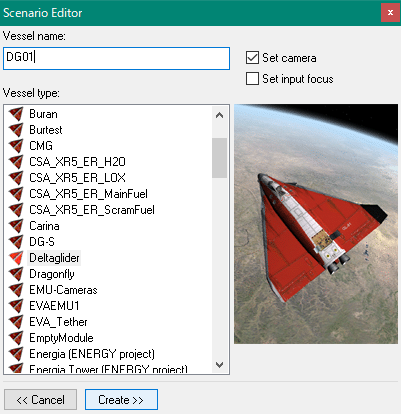 Scenario Editor
x
Vessel name:
DG01
Set camera
Set input focus
Vessel type:
Buran
Burtest
CMG
CSA_XR5_ER_H2O
CSA_XR5_ER_LOX
CSA_XR5_ER_MainFuel
CSA_XR5_ER_ScramFuel
Carina
DG-S
Deltaglider
Dragonfly
EMU-Cameras
EVAEMU1
EVA_Tether
EmptyModule
Energia (ENERGY project)
Energia Tower (ENERGY project)
<< Cancel
Create >>